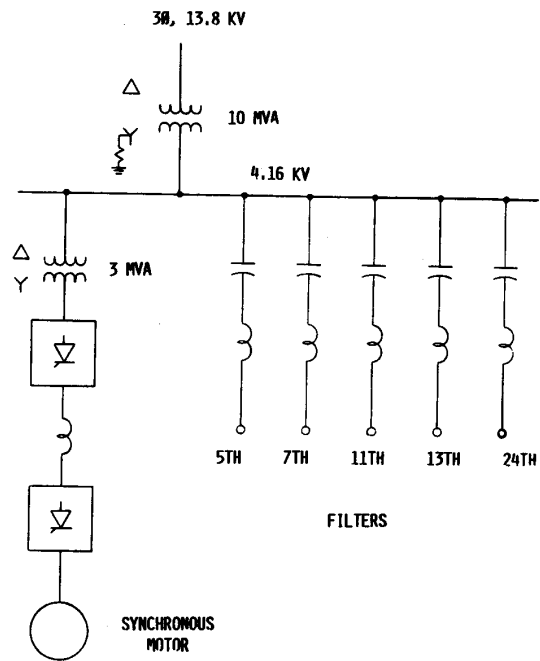 3Ø, 13.8 KV
10 MVA
4.16 KV
3 MVA
5TH 7TH 11TH 13TH 24TH
FILTERS
SYNCHRONOUS
MOTOR